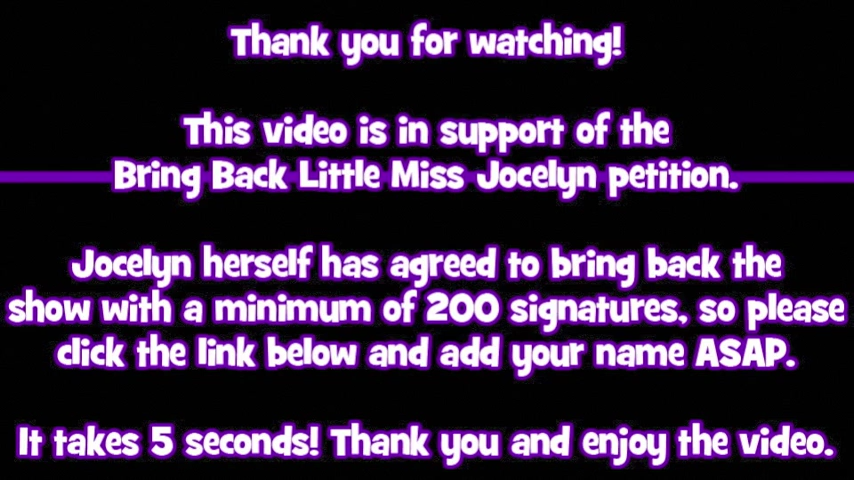 Thank you for watching!
This video is in support of the
Bring Back Little Miss Jocelyn petition.
Jocelyn herself has agreed to bring back the
show with a minimum of 200 signatures, so please
click the link below and add your name ASAP.
It takes 5 seconds! Thank you and enjoy the video.